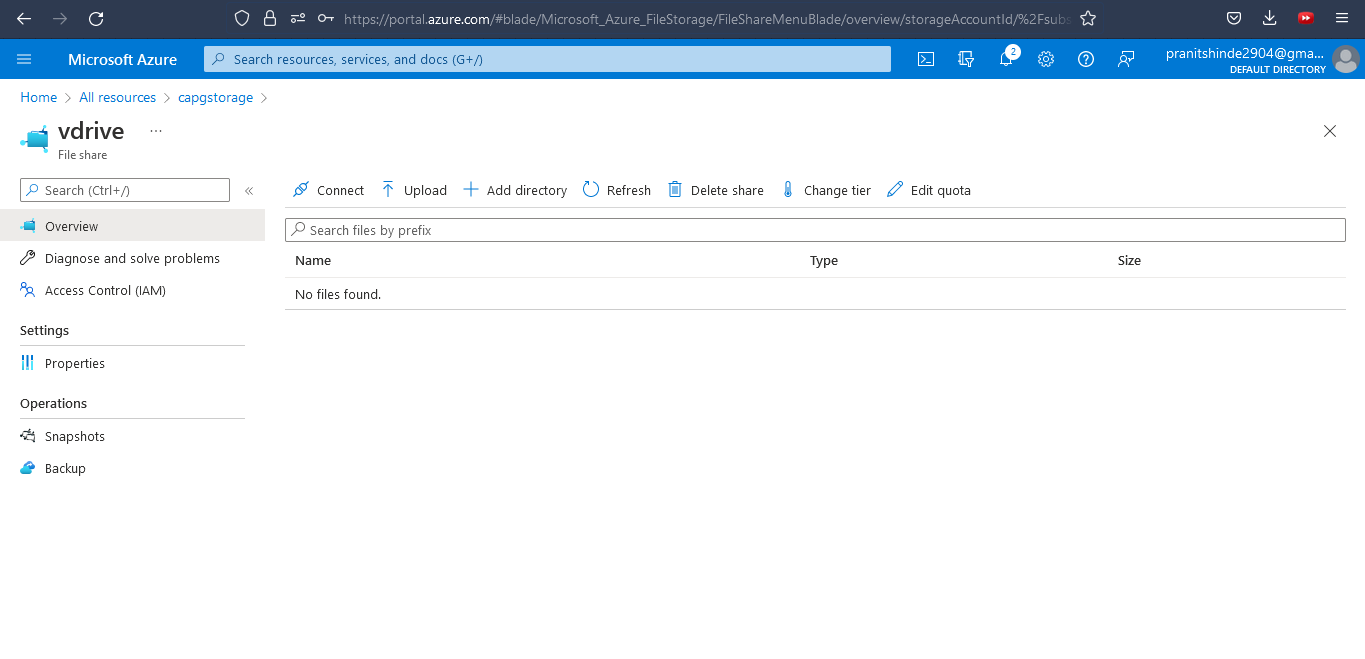 https://portal.azure.com/#blade/Microsoft_Azure_FileStorage/FileShareMenuBlade/overview/storageAccountId/%2Fsubs
Microsoft Azure
Search resources, services, and docs (G+/)
2
pranitshinde2904@gma...
DEFAULT DIRECTORY
Home > All resources > capgstorage >
vdrive ...
File share
Search (Ctrl+/) «
Connect Upload Add directory Refresh Delete share Change tier Edit quota
Overview
Diagnose and solve problems
Access Control (IAM)
Settings
Properties
Operations
Snapshots
Backup
Search files by prefix
Name Type Size
No files found.